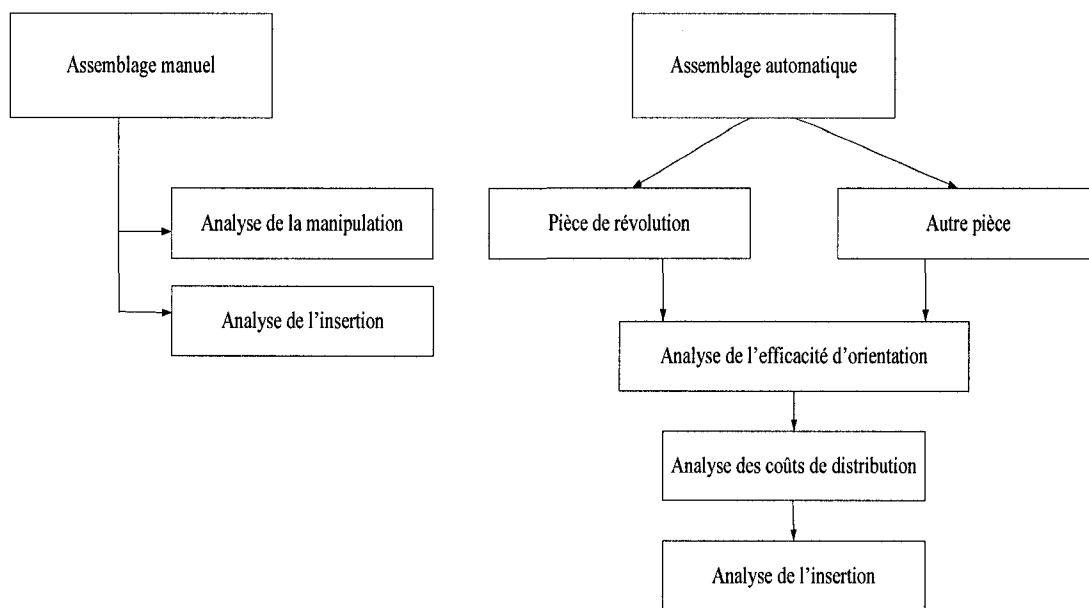 Assemblage manuel
Analyse de la manipulation
Analyse de l'insertion
Assemblage automatique
Pièce de révolution
Autre pièce
Analyse de l'efficacité d'orientation
Analyse des coûts de distribution
Analyse de l'insertion